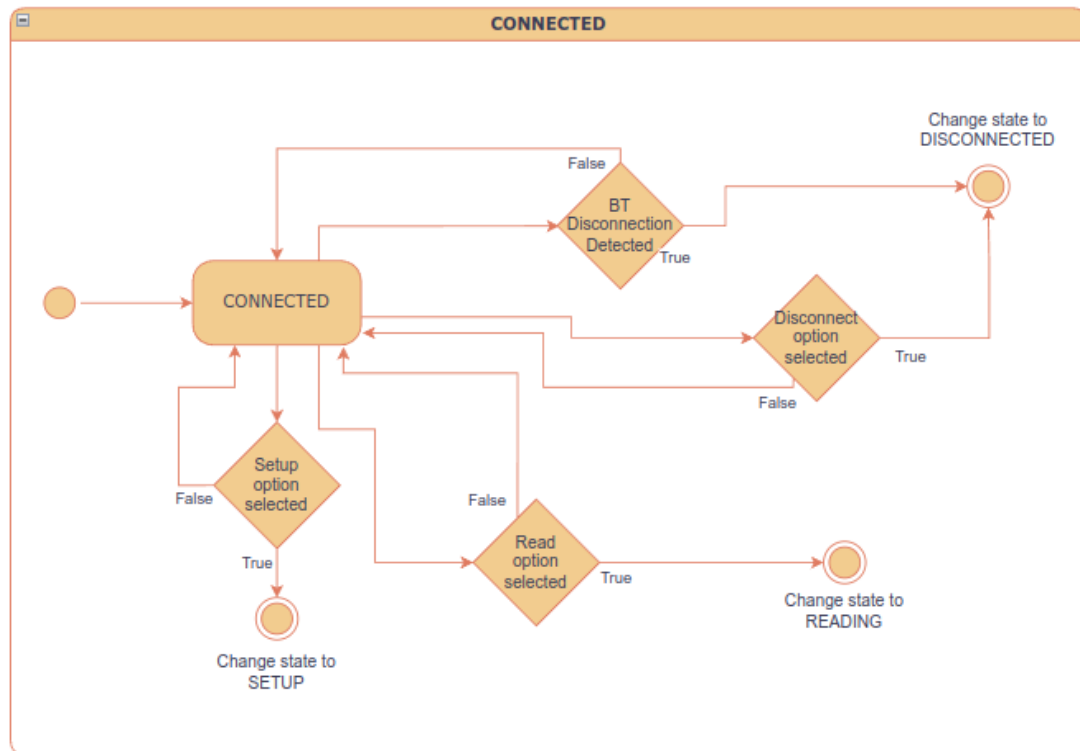 CONNECTED
Change state to
DISCONNECTED
False
BT
Disconnection
Detected
True
CONNECTED
Disconnect
option
selected
True
False
Setup
option
selected
False
True
False
Read
option
selected
True
Change state to
READING
Change state to
SETUP